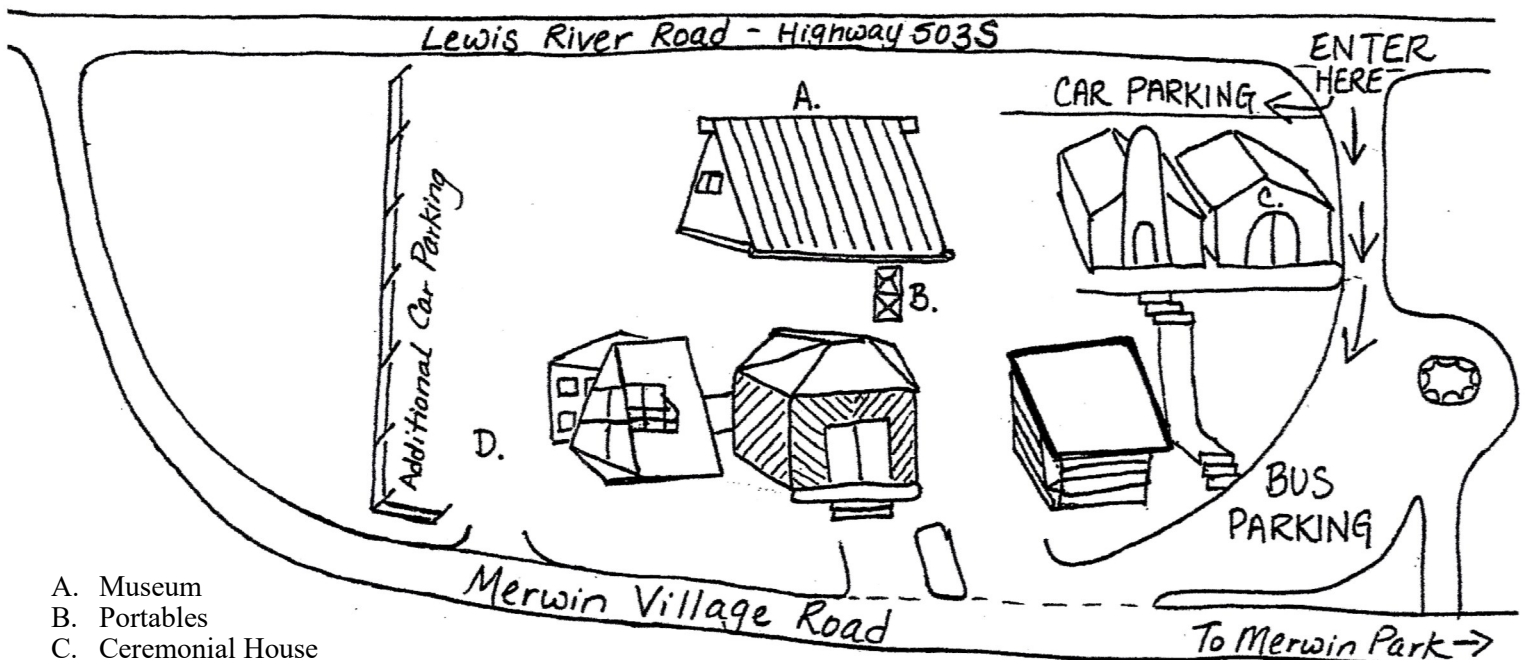 Lewis River Road - Highway 503S
ENTER
HERE
CAR PARKING
A.
C.
Additional Car Parking
B.
D.
BUS
PARKING
Merwin Village Road
To Merwin Park
A. Museum
B. Portables
C. Ceremonial House